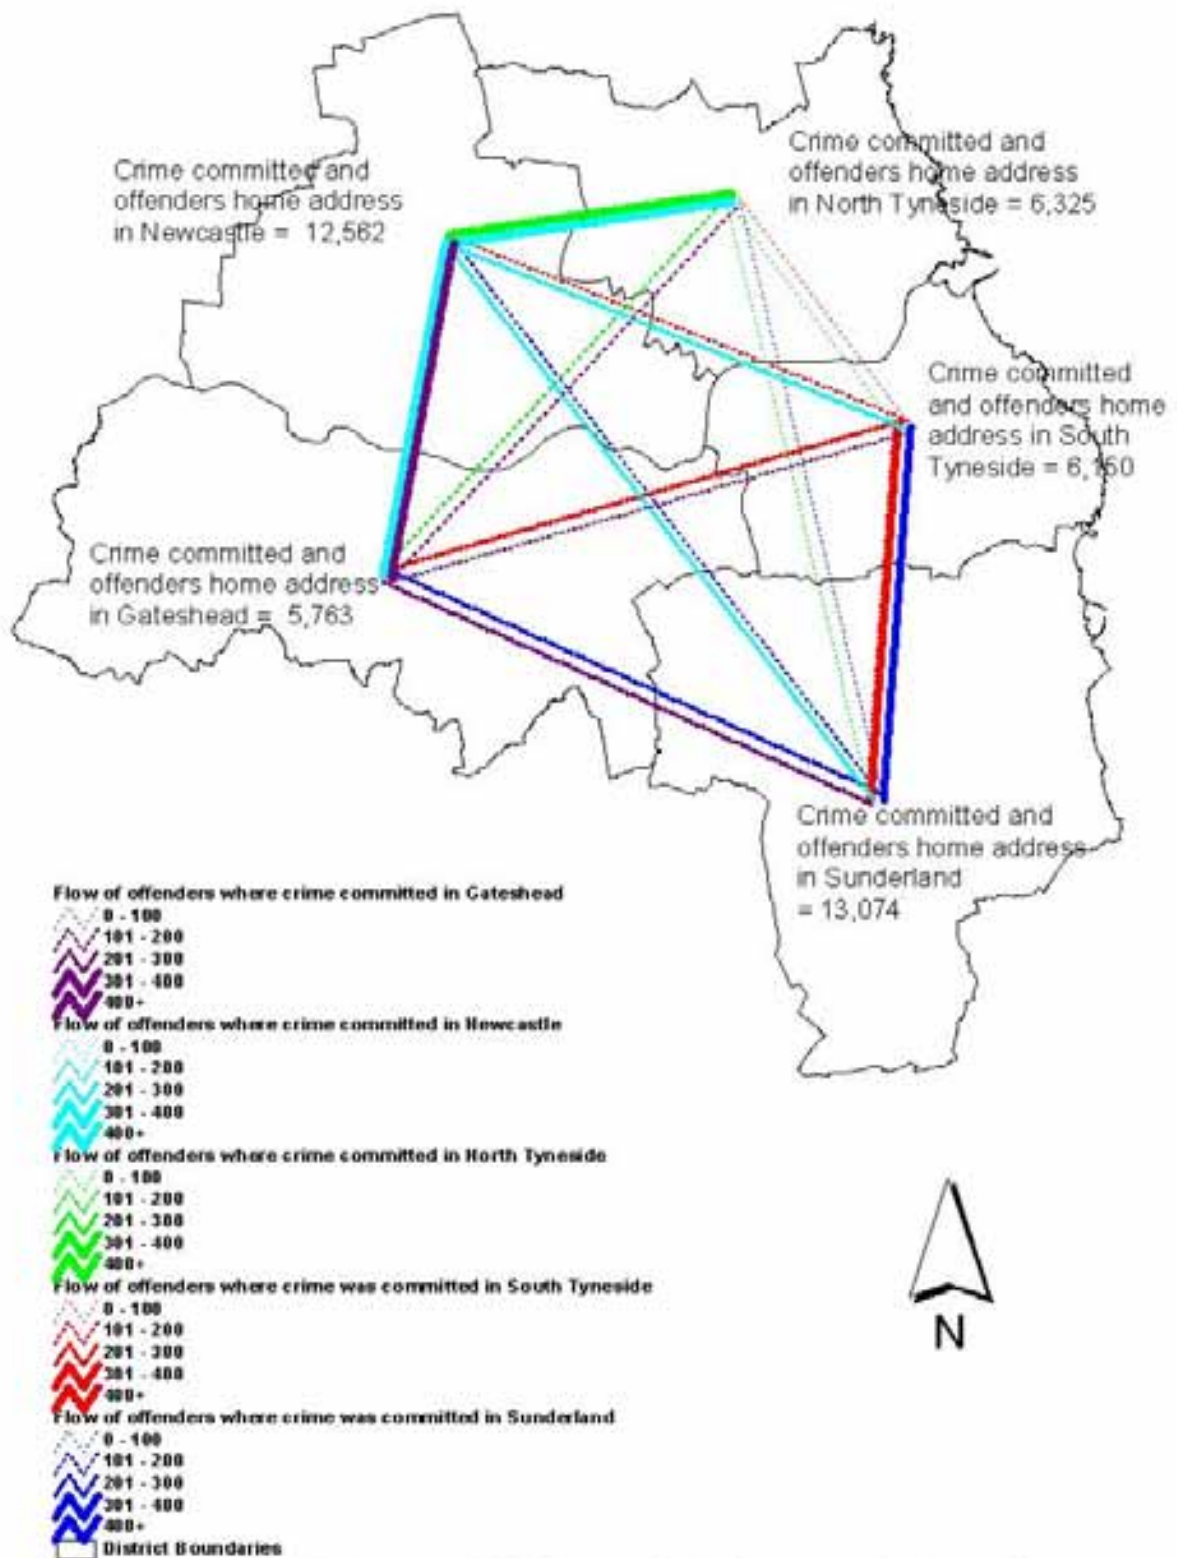 Crime committed and
offenders home address
in Newcastle = 12,562
Crime committed and
offenders home address
in North Tyneside = 6,325
Crime committed
and offenders home
address in South
Tyneside = 6,150
Crime committed and
offenders home address
in Gateshead = 5,763
Crime committed and
offenders home address
in Sunderland
= 13,074
Flow of offenders where crime committed in Gateshead
0 - 100
101 - 200
201 - 300
301 - 400
400+
Flow of offenders where crime committed in Newcastle
0 - 100
101 - 200
201 - 300
301 - 400
400+
Flow of offenders where crime committed in North Tyneside
0 - 100
101 - 200
201 - 300
301 - 400
400+
Flow of offenders where crime was committed in South Tyneside
0 - 100
101 - 200
201 - 300
301 - 400
400+
Flow of offenders where crime was committed in Sunderland
0 - 100
101 - 200
201 - 300
301 - 400
400+
District Boundaries
N